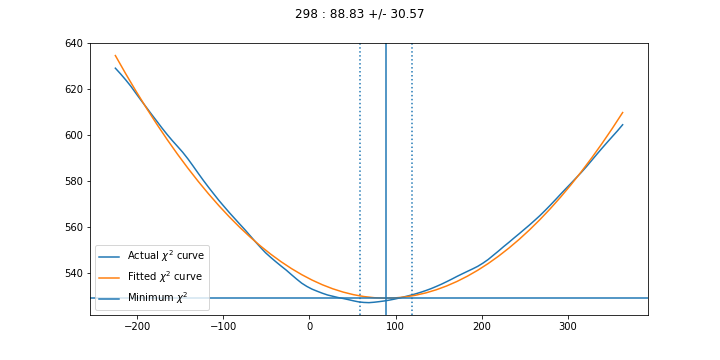 298 : 88.83 +/- 30.57
640
620
600
580
560
540
Actual χ² curve
Fitted χ² curve
Minimum χ²
−200 −100 0 100 200 300